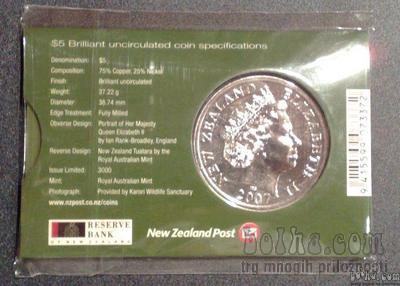 $5 Brilliant uncirculated coin specifications
Denomination: $5
Composition: 75% Copper, 25% Nickel
Finish: Brilliant uncirculated
Weight: 37.22 g
Diameter: 38.74 mm
Edge Treatment: Fully Milled
Obverse Design: Portrait of Her Majesty
Queen Elizabeth II
by Ian Rank-Broadley, England
Reverse Design: New Zealand Tuatara by the
Royal Australian Mint
Issue Limited: 3000
Mint: Royal Australian Mint
Photograph: Provided by Karori Wildlife Sanctuary
www.nzpost.co.nz/coins
NEW ZEALAND ELIZABETH II
2007
RESERVE
BANK
OF NEW ZEALAND
New Zealand Post
bolha.com
trg mnogih priložnosti